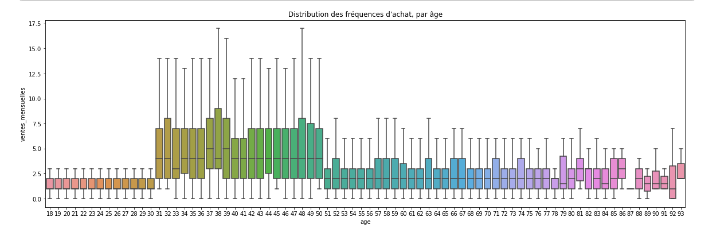 Distribution des fréquences d'achat, par âge
17.5
15.0
12.5
10.0
7.5
5.0
2.5
0.0
ventes_mensuelles
18 19 20 21 22 23 24 25 26 27 28 29 30 31 32 33 34 35 36 37 38 39 40 41 42 43 44 45 46 47 48 49 50 51 52 53 54 55 56 57 58 59 60 61 62 63 64 65 66 67 68 69 70 71 72 73 74 75 76 77 78 79 80 81 82 83 84 85 86 87 88 89 90 91 92 93
age